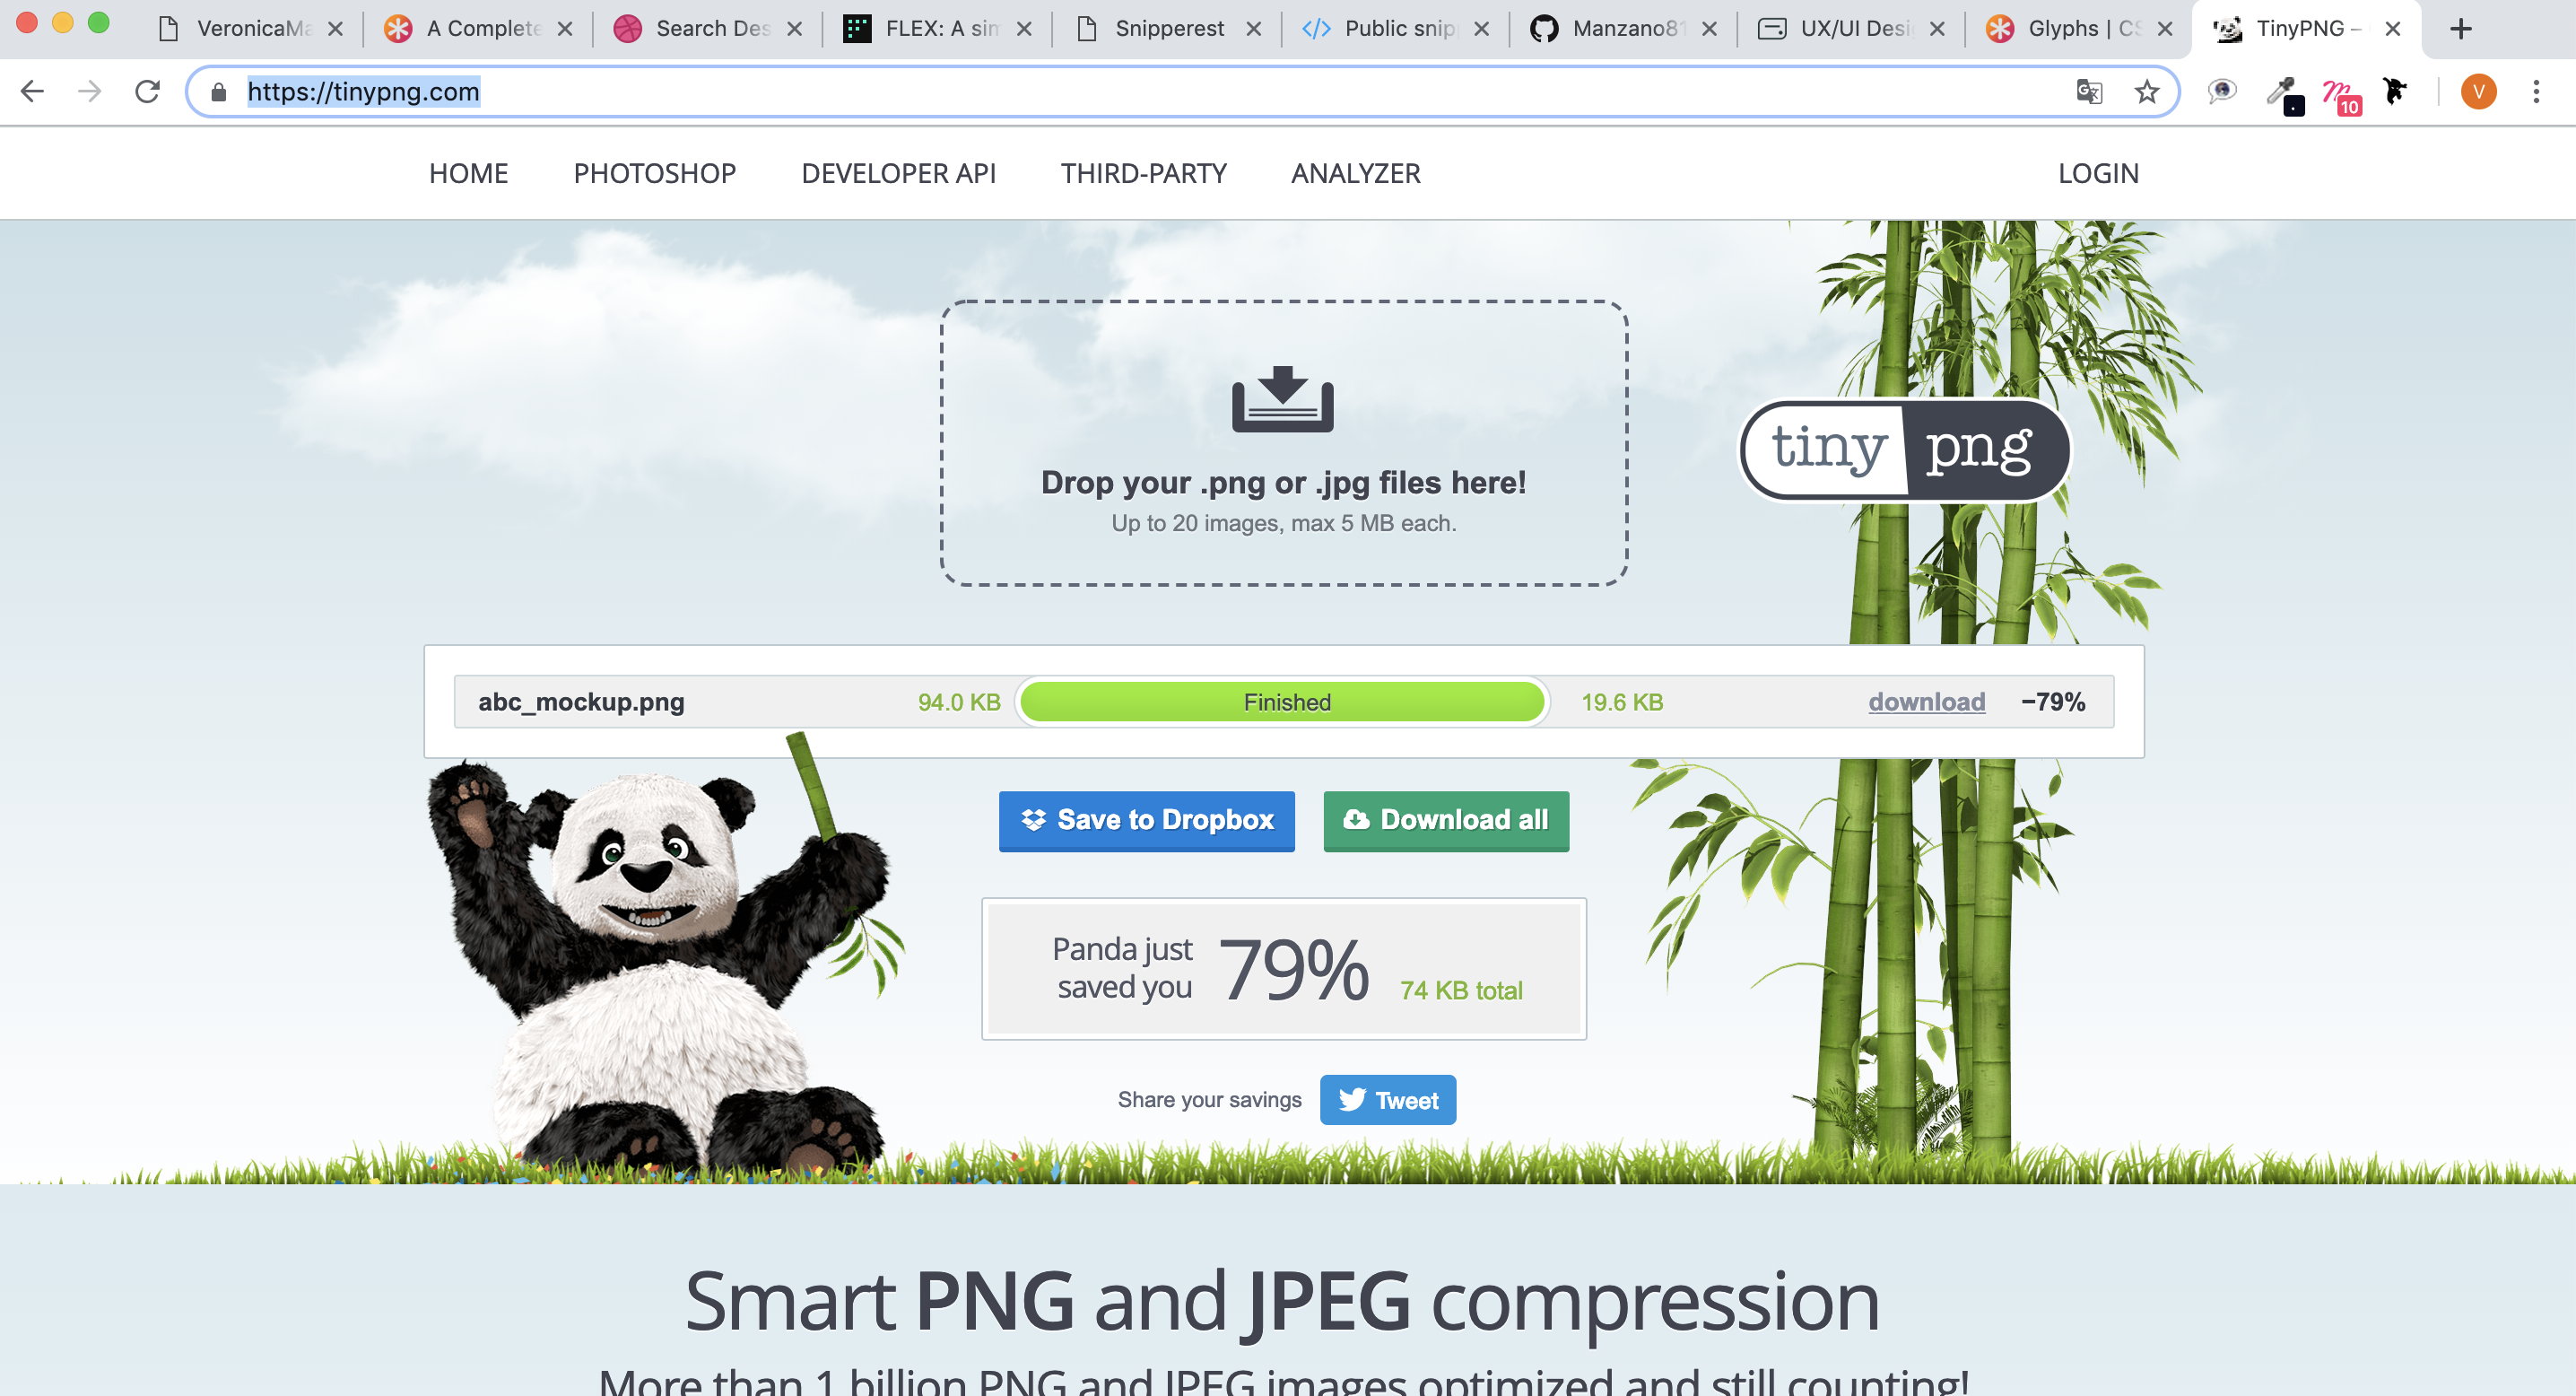 VeronicaMa
A Complete
Search Des
FLEX: A sim
Snipperest
Public snip
Manzano81
UX/UI Desi
Glyphs | CS
TinyPNG –
https://tinypng.com
10
V
HOME
PHOTOSHOP
DEVELOPER API
THIRD-PARTY
ANALYZER
LOGIN
Drop your .png or .jpg files here!
Up to 20 images, max 5 MB each.
tiny png
abc_mockup.png 94.0 KB Finished 19.6 KB download −79%
Save to Dropbox
Download all
Panda just
saved you
79%
74 KB total
Share your savings
Tweet
Smart PNG and JPEG compression
More than 1 billion PNG and JPEG images optimized and still counting!